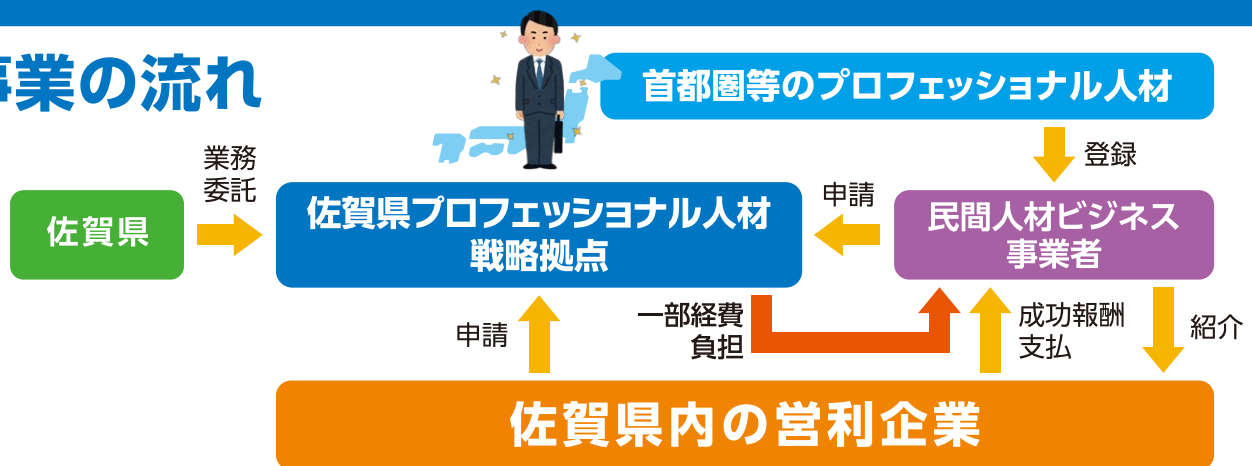 業の流れ
首都圏等のプロフェッショナル人材
登録
業務
委託
佐賀県
佐賀県プロフェッショナル人材
戦略拠点
申請
民間人材ビジネス
事業者
申請
一部経費
負担
成功報酬
支払
紹介
佐賀県内の営利企業